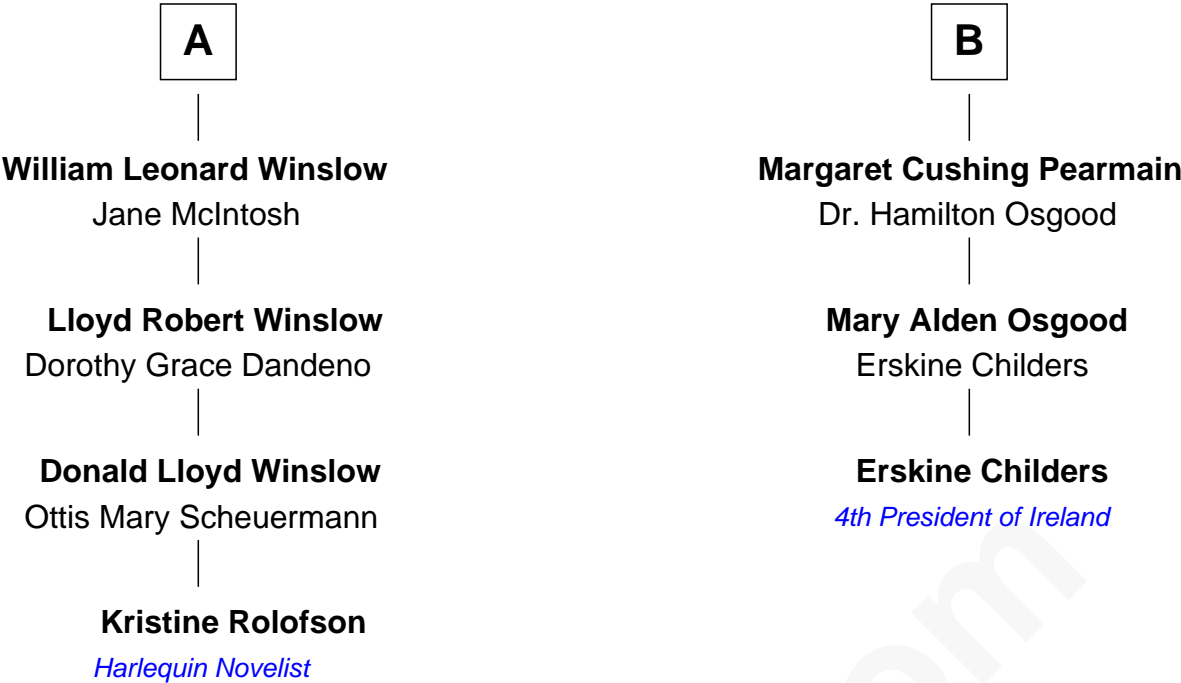 A
William Leonard Winslow
Jane McIntosh
Lloyd Robert Winslow
Dorothy Grace Dandeno
Donald Lloyd Winslow
Ottis Mary Scheuermann
Kristine Rolofson
Harlequin Novelist
B
Margaret Cushing Pearmain
Dr. Hamilton Osgood
Mary Alden Osgood
Erskine Childers
Erskine Childers
4th President of Ireland
om